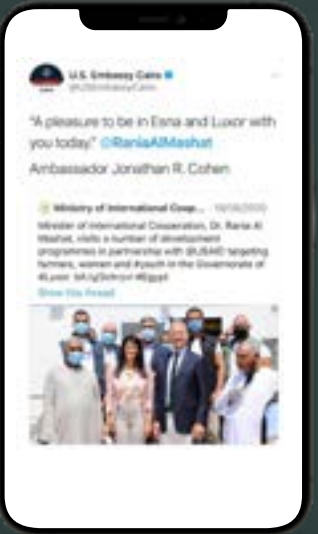 U.S. Embassy Cairo
@USEmbassyCairo
"A pleasure to be in Esna and Luxor with
you today." @RaniaAlMashat
Ambassador Jonathan R. Cohen
Ministry of International Coop...
Minister of International Cooperation, Dr. Rania Al
Mashat, visits a number of development
programmes in partnership with @USAID targeting
farmers, women and #youth in the Governorate of
#Luxor #Egypt
Show this thread